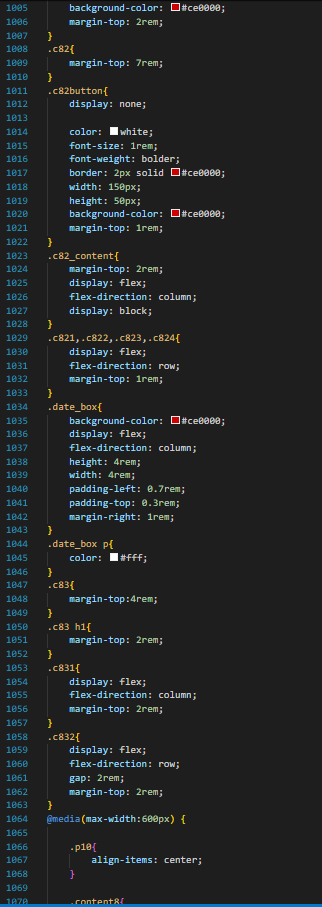 1005 background-color: #ce0000;
1006 margin-top: 2rem;
1007 }
1008 .c82{
1009 margin-top: 7rem;
1010 }
1011 .c82button{
1012 display: none;
1013
1014 color: white;
1015 font-size: 1rem;
1016 font-weight: bolder;
1017 border: 2px solid #ce0000;
1018 width: 150px;
1019 height: 50px;
1020 background-color: #ce0000;
1021 margin-top: 1rem;
1022 }
1023 .c82_content{
1024 margin-top: 2rem;
1025 display: flex;
1026 flex-direction: column;
1027 display: block;
1028 }
1029 .c821,.c822,.c823,.c824{
1030 display: flex;
1031 flex-direction: row;
1032 margin-top: 1rem;
1033 }
1034 .date_box{
1035 background-color: #ce0000;
1036 display: flex;
1037 flex-direction: column;
1038 height: 4rem;
1039 width: 4rem;
1040 padding-left: 0.7rem;
1041 padding-top: 0.3rem;
1042 margin-right: 1rem;
1043 }
1044 .date_box p{
1045 color: #fff;
1046 }
1047 .c83{
1048 margin-top:4rem;
1049 }
1050 .c83 h1{
1051 margin-top: 2rem;
1052 }
1053 .c831{
1054 display: flex;
1055 flex-direction: column;
1056 margin-top: 2rem;
1057 }
1058 .c832{
1059 display: flex;
1060 flex-direction: row;
1061 gap: 2rem;
1062 margin-top: 2rem;
1063 }
1064 @media(max-width:600px) {
1065
1066 .p10{
1067 align-items: center;
1068 }
1069
1070 .content8{